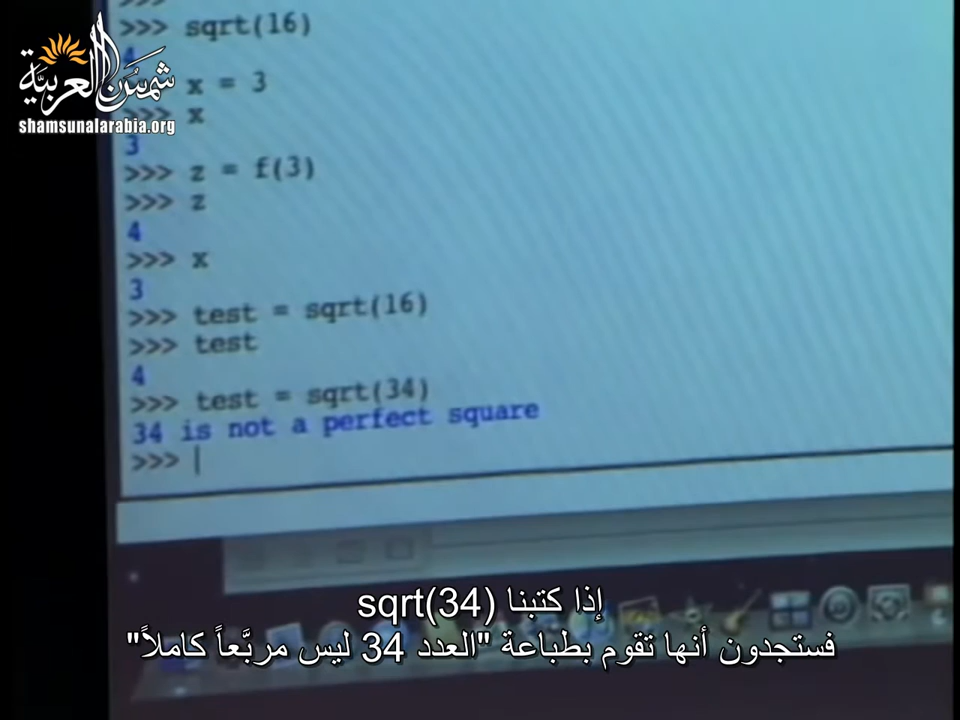 >>>
>>> sqrt(16)
4
x = 3
>>> x
3
>>> z = f(3)
>>> z
4
>>> x
3
>>> test = sqrt(16)
>>> test
4
>>> test = sqrt(34)
34 is not a perfect square
>>>
شمس العربية
shamsunalarabia.org
إذا كتبنا sqrt(34)
فستجدون أنها تقوم بطباعة "العدد 34 ليس مربَّعاً كاملاً"